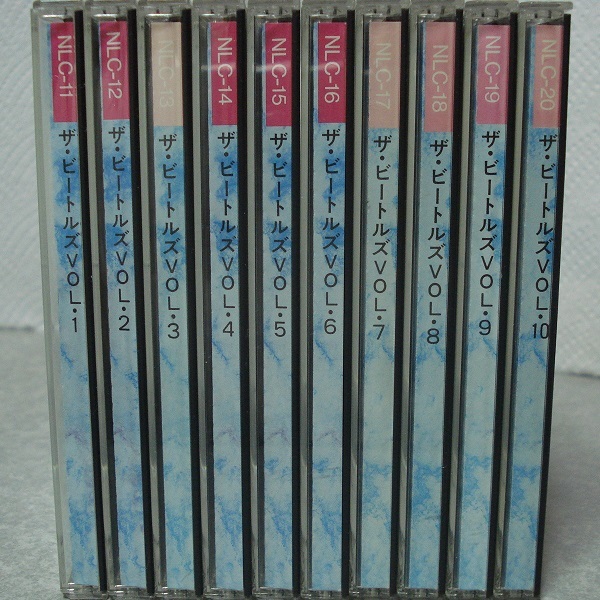 NLC-11 ザ・ビートルズVOL.1
NLC-12 ザ・ビートルズVOL.2
NLC-13 ザ・ビートルズVOL.3
NLC-14 ザ・ビートルズVOL.4
NLC-15 ザ・ビートルズVOL.5
NLC-16 ザ・ビートルズVOL.6
NLC-17 ザ・ビートルズVOL.7
NLC-18 ザ・ビートルズVOL.8
NLC-19 ザ・ビートルズVOL.9
NLC-20 ザ・ビートルズVOL.10